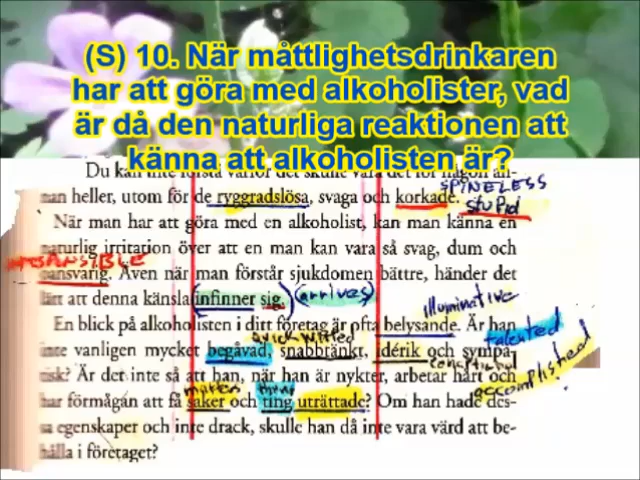 (S) 10. När måttlighetsdrinkaren
har att göra med alkoholister, vad
är då den naturliga reaktionen att
känna att alkoholisten är?
Du kan inte förstå varför det skulle vara det för någon an-
nan heller, utom för de ryggradslösa, svaga och korkade.
SPINELESS
stupid
När man har att göra med en alkoholist, kan man känna en
naturlig irritation över att en man kan vara så svag, dum och
ansvarig. Även när man förstår sjukdomen bättre, händer det
lätt att denna känsla infinner sig. (arrives)
illuminative
En blick på alkoholisten i ditt företag är ofta belysande. Är han
quick witted
talented
inte vanligen mycket begåvad, snabbtänkt, idérik och sympa-
conceptional
accomplished
tisk? Är det inte så att han, när han är nykter, arbetar hårt och
matters
things
har förmågan att få saker och ting uträttade? Om han hade des-
sa egenskaper och inte drack, skulle han då inte vara värd att be-
hålla i företaget?